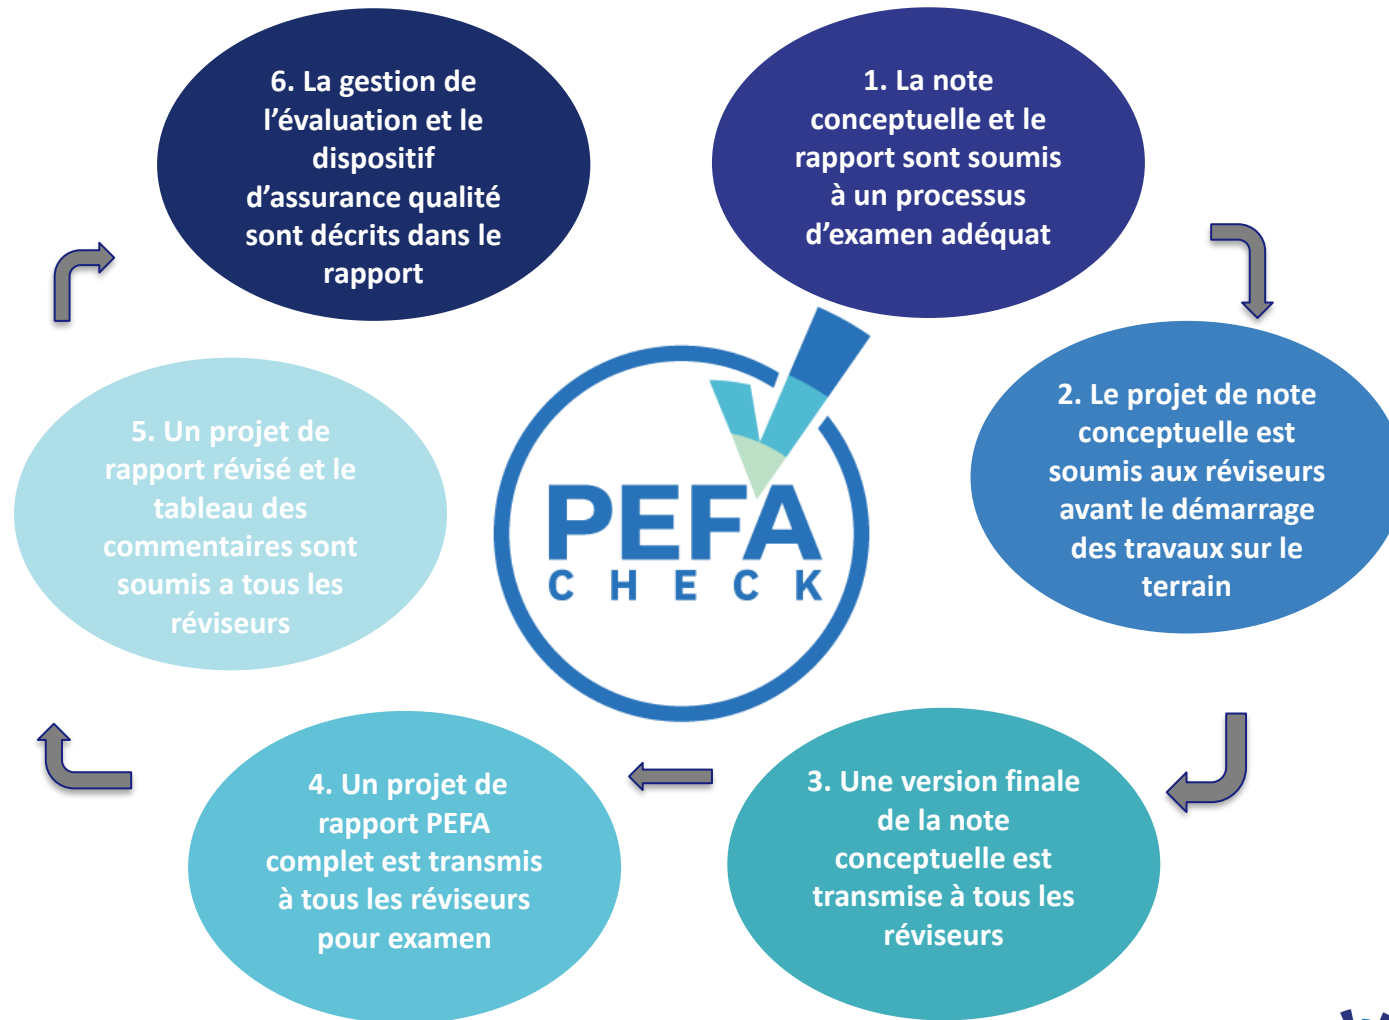 1. La note
conceptuelle et le
rapport sont soumis
à un processus
d’examen adéquat
2. Le projet de note
conceptuelle est
soumis aux réviseurs
avant le démarrage
des travaux sur le
terrain
3. Une version finale
de la note
conceptuelle est
transmise à tous les
réviseurs
4. Un projet de
rapport PEFA
complet est transmis
à tous les réviseurs
pour examen
5. Un projet de
rapport révisé et le
tableau des
commentaires sont
soumis a tous les
réviseurs
6. La gestion de
l’évaluation et le
dispositif
d’assurance qualité
sont décrits dans le
rapport
PEFA
CHECK